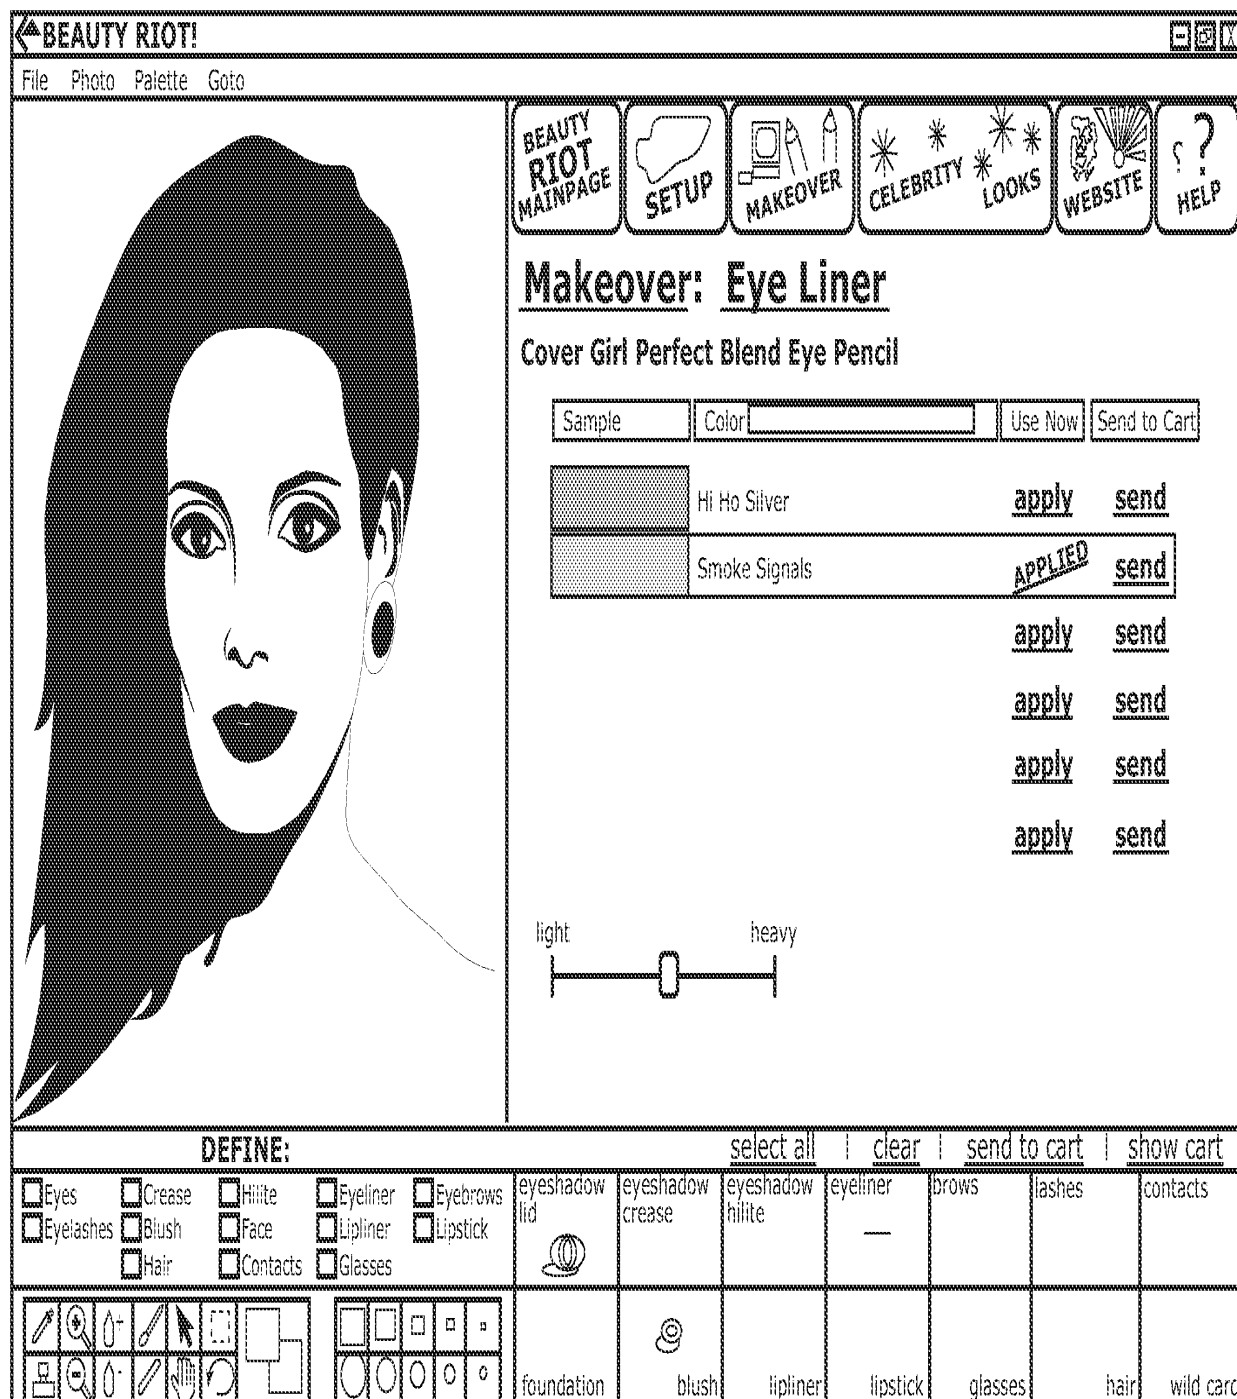 BEAUTY RIOT!
File Photo Palette Goto
BEAUTY
RIOT
MAINPAGE
SETUP
MAKEOVER
CELEBRITY
LOOKS
WEBSITE
? ?
HELP
Makeover: Eye Liner
Cover Girl Perfect Blend Eye Pencil
Sample Color Use Now Send to Cart
Hi Ho Silver apply send
Smoke Signals APPLIED send
apply send
apply send
apply send
apply send
light heavy
DEFINE: select all | clear | send to cart | show cart
Eyes Crease Hilite Eyeliner Eyebrows
Eyelashes Blush Face Lipliner Lipstick
Hair Contacts Glasses
eyeshadow lid
eyeshadow crease
eyeshadow hilite
eyeliner
brows
lashes
contacts
foundation blush lipliner lipstick glasses hair wild card